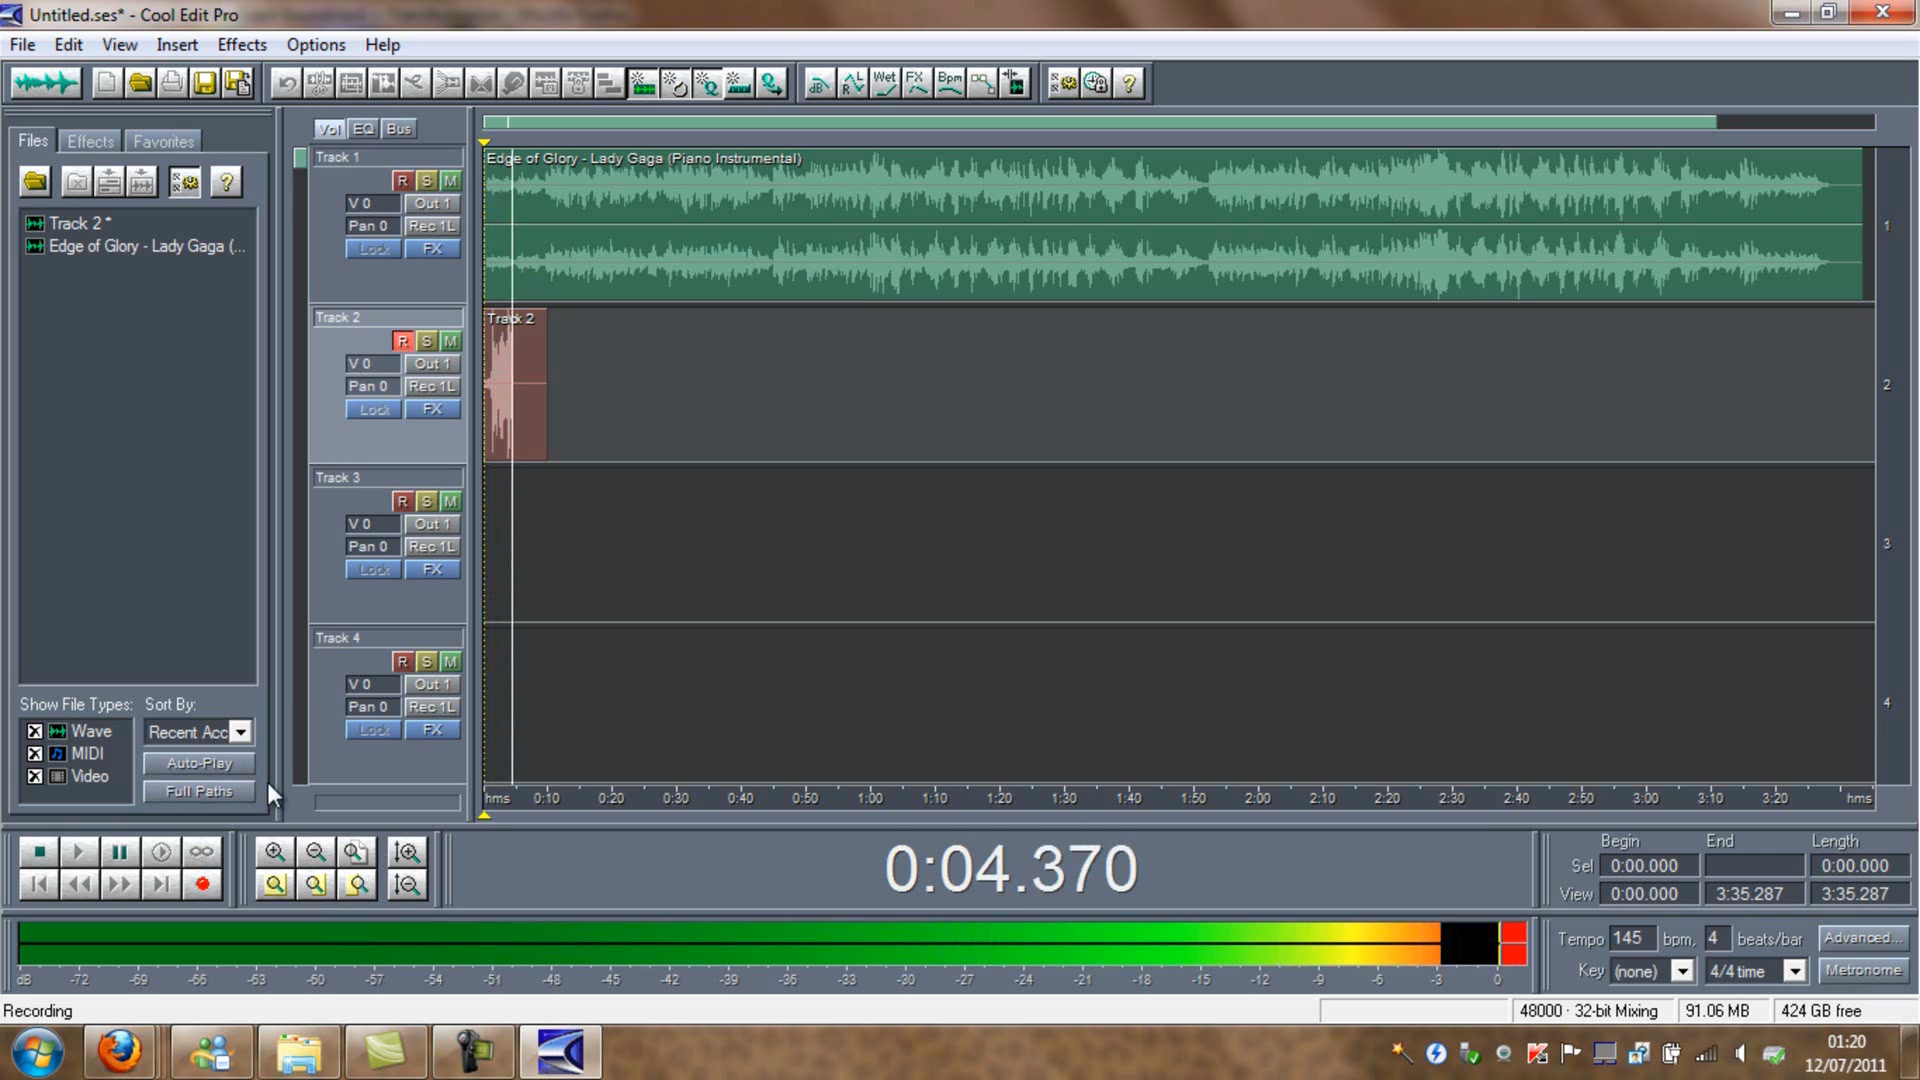 Untitled.ses* - Cool Edit Pro
File Edit View Insert Effects Options Help
Wet FX Bpm
Files Effects Favorites
Vol EQ Bus
Track 2 *
Edge of Glory - Lady Gaga (...
Track 1
R S M
V 0 Out 1
Pan 0 Rec 1L
Lock FX
Edge of Glory - Lady Gaga (Piano Instrumental)
1
Track 2
R S M
V 0 Out 1
Pan 0 Rec 1L
Lock FX
Track 2
2
Track 3
R S M
V 0 Out 1
Pan 0 Rec 1L
Lock FX
3
Track 4
R S M
V 0 Out 1
Pan 0 Rec 1L
Lock FX
4
Show File Types: Sort By:
Wave
MIDI
Video
Recent Acc
Auto-Play
Full Paths
hms 0:10 0:20 0:30 0:40 0:50 1:00 1:10 1:20 1:30 1:40 1:50 2:00 2:10 2:20 2:30 2:40 2:50 3:00 3:10 3:20 hms
0:04.370
Begin End Length
Sel 0:00.000 0:00.000
View 0:00.000 3:35.287 3:35.287
dB -72 -69 -66 -63 -60 -57 -54 -51 -48 -45 -42 -39 -36 -33 -30 -27 -24 -21 -18 -15 -12 -9 -6 -3 0
Tempo 145 bpm, 4 beats/bar Advanced...
Key (none) 4/4 time Metronome
Recording
48000 · 32-bit Mixing 91.06 MB 424 GB free
01:20
12/07/2011